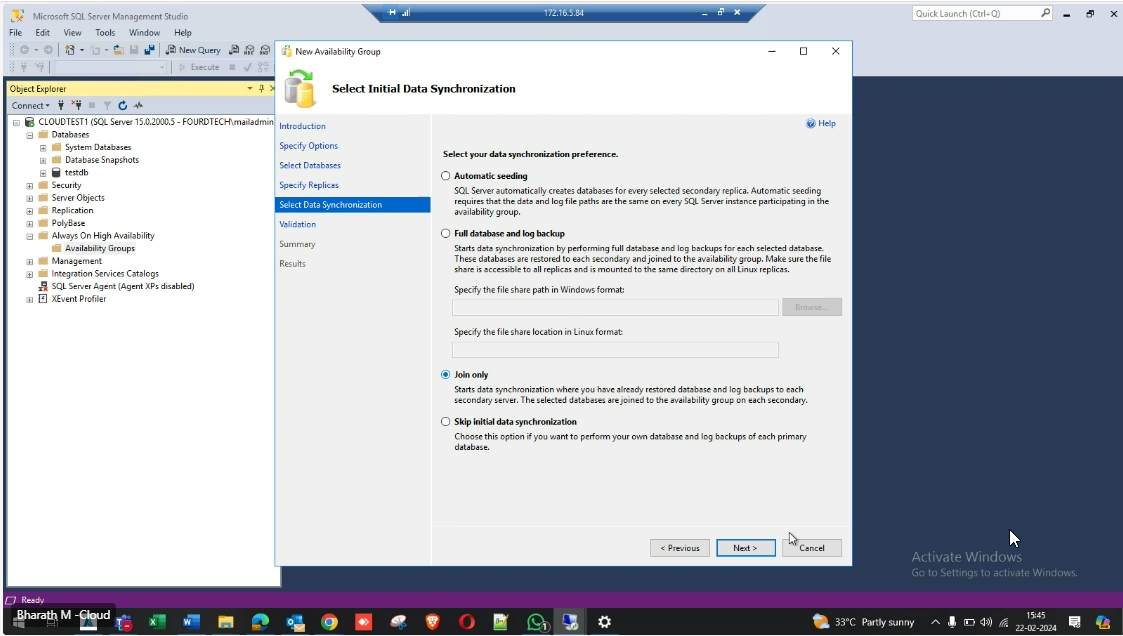 Microsoft SQL Server Management Studio
172.16.5.84
Quick Launch (Ctrl+Q)
File Edit View Tools Window Help
New Query
Execute
New Availability Group
Object Explorer
Connect
CLOUDTEST1 (SQL Server 15.0.2000.5 - FOURDTECH\mailadmin
Databases
System Databases
Database Snapshots
testdb
Security
Server Objects
Replication
PolyBase
Always On High Availability
Availability Groups
Management
Integration Services Catalogs
SQL Server Agent (Agent XPs disabled)
XEvent Profiler
Select Initial Data Synchronization
Introduction
Specify Options
Select Databases
Specify Replicas
Select Data Synchronization
Validation
Summary
Results
Help
Select your data synchronization preference.
Automatic seeding
SQL Server automatically creates databases for every selected secondary replica. Automatic seeding
requires that the data and log file paths are the same on every SQL Server instance participating in the
availability group.
Full database and log backup
Starts data synchronization by performing full database and log backups for each selected database.
These databases are restored to each secondary and joined to the availability group. Make sure the file
share is accessible to all replicas and is mounted to the same directory on all Linux replicas.
Specify the file share path in Windows format:
Browse...
Specify the file share location in Linux format:
Join only
Starts data synchronization where you have already restored database and log backups to each
secondary server. The selected databases are joined to the availability group on each secondary.
Skip initial data synchronization
Choose this option if you want to perform your own database and log backups of each primary
database.
< Previous Next > Cancel
Activate Windows
Go to Settings to activate Windows.
Ready
Bharath M -Cloud
33°C Partly sunny
15:45
22-02-2024